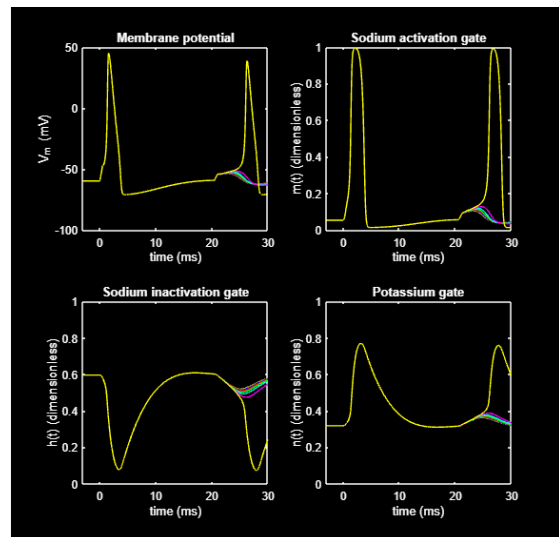 Membrane potential
50
0
-50
-100
V_m (mV)
0 10 20 30
time (ms)
Sodium activation gate
1
0.8
0.6
0.4
0.2
0
m(t) (dimensionless)
0 10 20 30
time (ms)
Sodium inactivation gate
1
0.8
0.6
0.4
0.2
0
h(t) (dimensionless)
0 10 20 30
time (ms)
Potassium gate
1
0.8
0.6
0.4
0.2
0
n(t) (dimensionless)
0 10 20 30
time (ms)